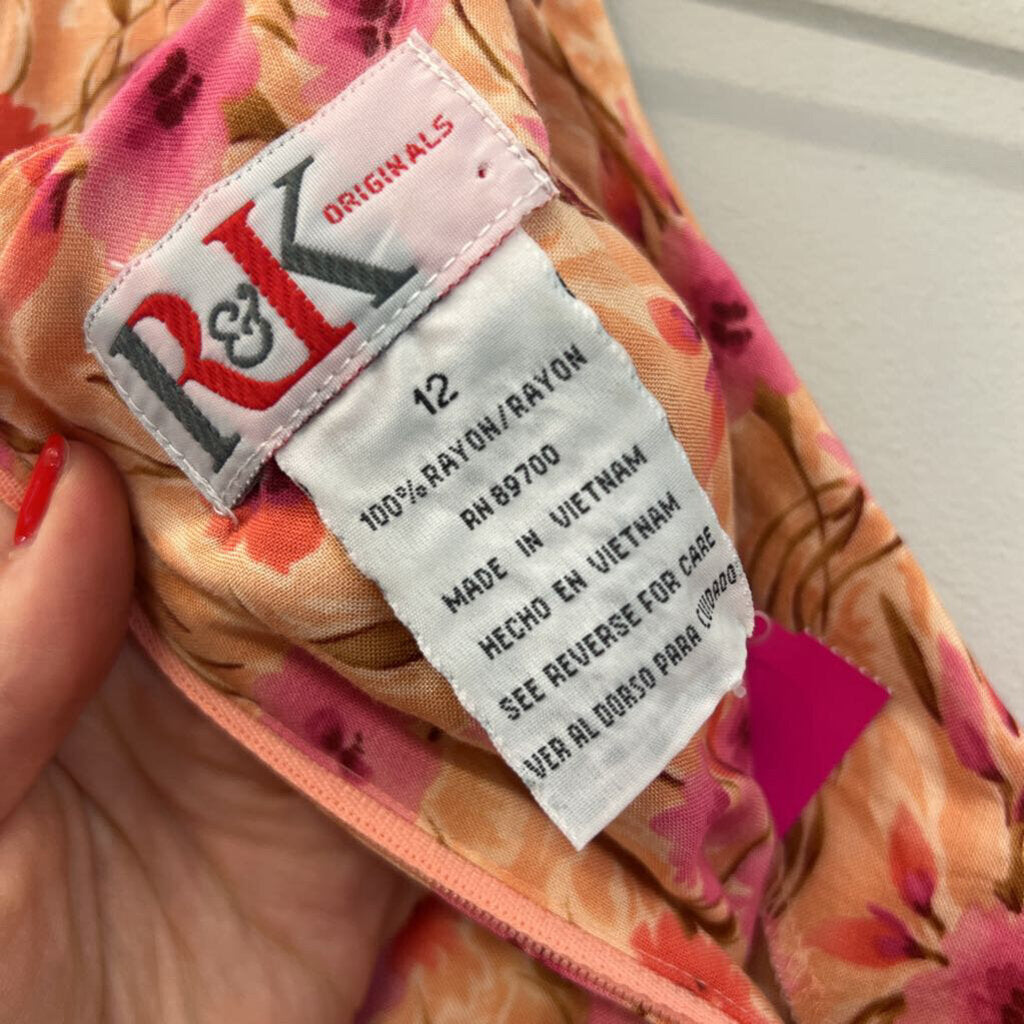 R&K ORIGINALS
12
100% RAYON/RAYON
RN 89700
MADE IN VIETNAM
HECHO EN VIETNAM
SEE REVERSE FOR CARE
VER AL DORSO PARA CUIDADO